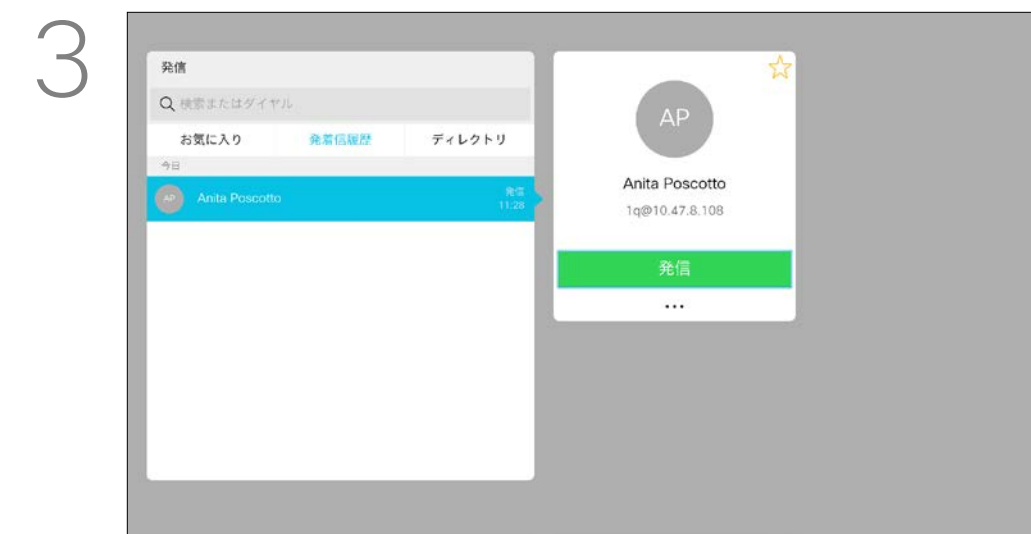 3
発信
検索またはダイヤル
お気に入り 発着信履歴 ディレクトリ
今日
AP Anita Poscotto 発信
11:28
AP
Anita Poscotto
1q@10.47.8.108
発信
...